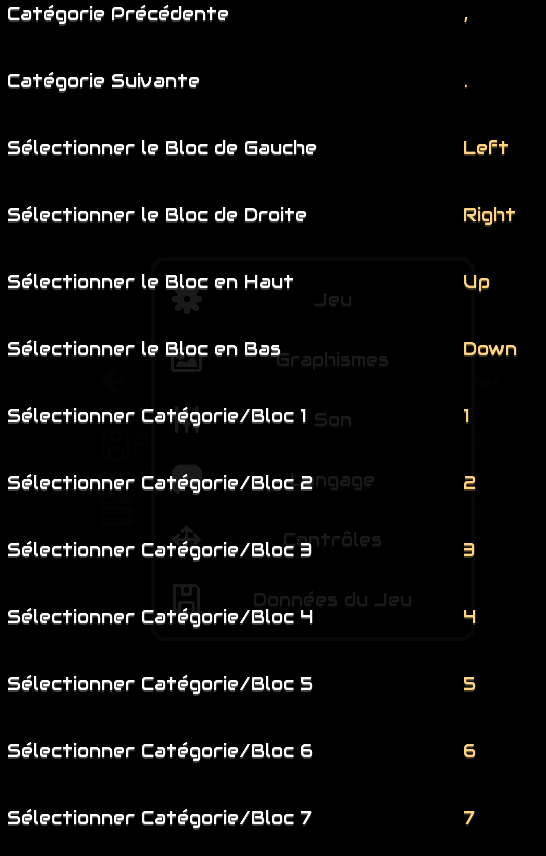 Catégorie Précédente ,
Catégorie Suivante .
Sélectionner le Bloc de Gauche Left
Sélectionner le Bloc de Droite Right
Sélectionner le Bloc en Haut Up
Jeu
Sélectionner le Bloc en Bas Down
Graphismes
Sélectionner Catégorie/Bloc 1 1
Son
Sélectionner Catégorie/Bloc 2 2
Langage
Sélectionner Catégorie/Bloc 3 3
Contrôles
Sélectionner Catégorie/Bloc 4 4
Données du Jeu
Sélectionner Catégorie/Bloc 5 5
Sélectionner Catégorie/Bloc 6 6
Sélectionner Catégorie/Bloc 7 7